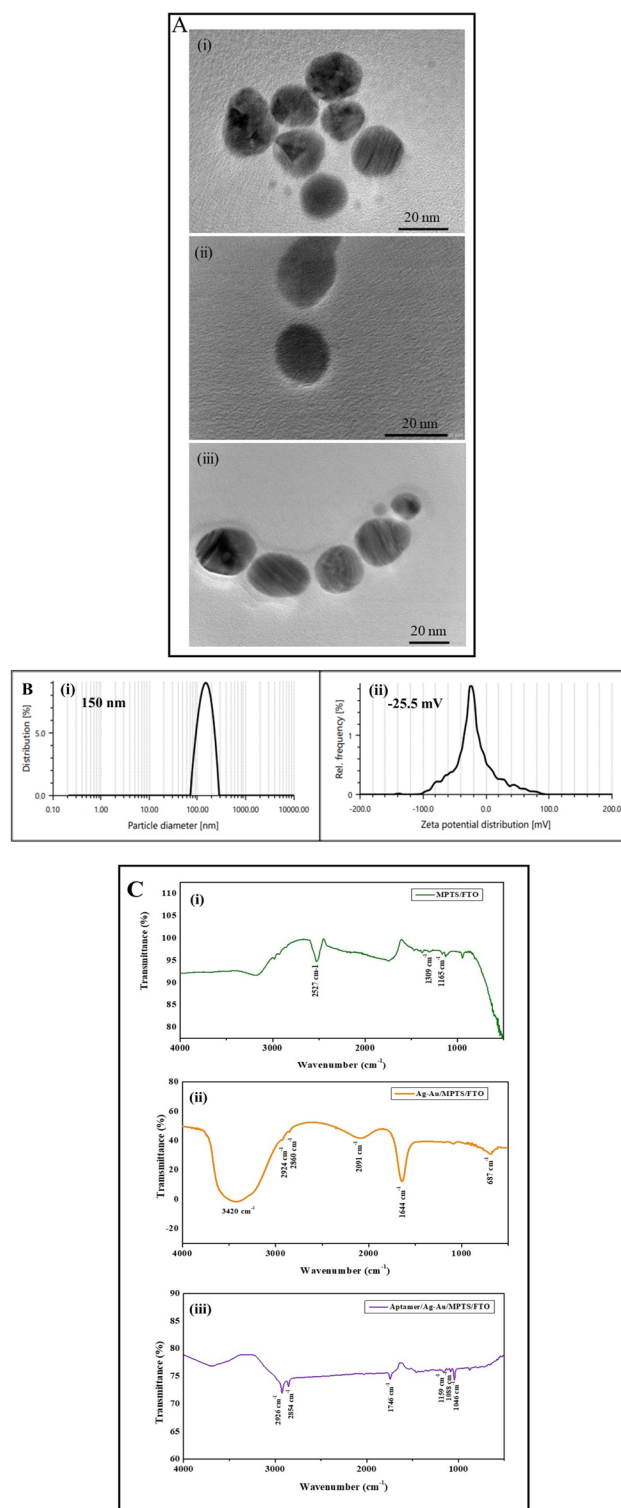 A
(i)
20 nm
(ii)
20 nm
(iii)
20 nm
B
(i)
150 nm
Distribution [%]
5.0
0.0
0.10
1.00
10.00
100.00
1000.00
10000.00
Particle diameter [nm]
(ii)
-25.5 mV
Rel. frequency [%]
1
0
-200.0
-100.0
0.0
100.0
200.0
Zeta potential distribution [mV]
C
(i)
MPTS/FTO
Transmittance (%)
110
105
100
95
90
85
80
2527 cm-1
1309 cm-1
1165 cm-1
4000
3000
2000
1000
Wavenumber (cm-1)
(ii)
Ag-Au/MPTS/FTO
Transmittance (%)
80
60
40
20
0
-20
3420 cm-1
2924 cm-1
2860 cm-1
2091 cm-1
1644 cm-1
687 cm-1
4000
3000
2000
1000
Wavenumber (cm-1)
(iii)
Aptamer/Ag-Au/MPTS/FTO
Transmittance (%)
90
85
80
75
70
65
60
2926 cm-1
2854 cm-1
1746 cm-1
1159 cm-1
1088 cm-1
1046 cm-1
4000
3000
2000
1000
Wavenumber (cm-1)